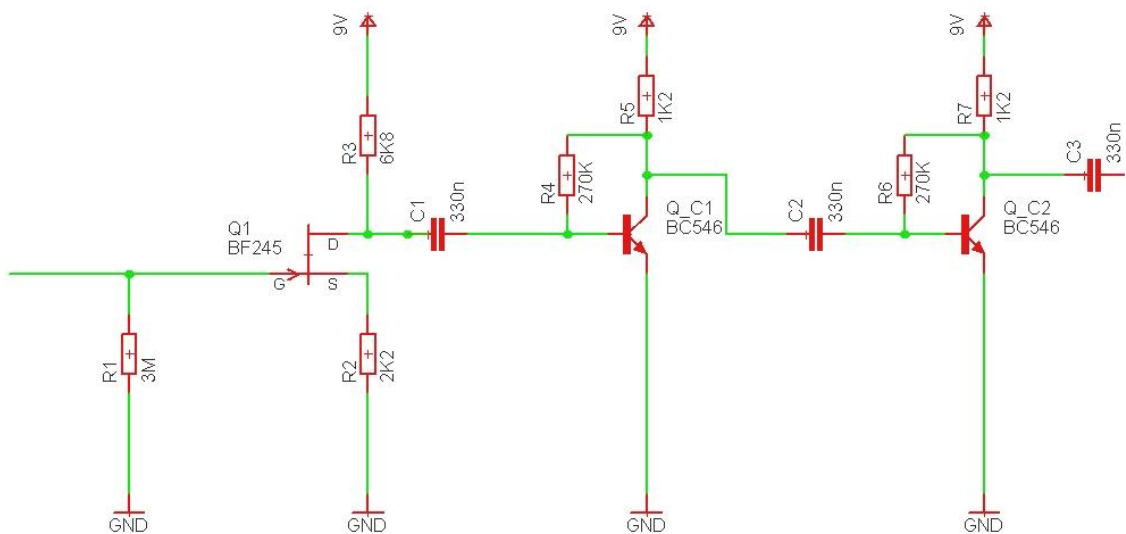 9V
9V
9V
R3
6K8
R5
1K2
R7
1K2
R4
270K
R6
270K
C1
330n
C2
330n
C3
330n
Q1
BF245
D
G
S
Q_C1
BC546
Q_C2
BC546
R1
3M
R2
2K2
GND
GND
GND
GND